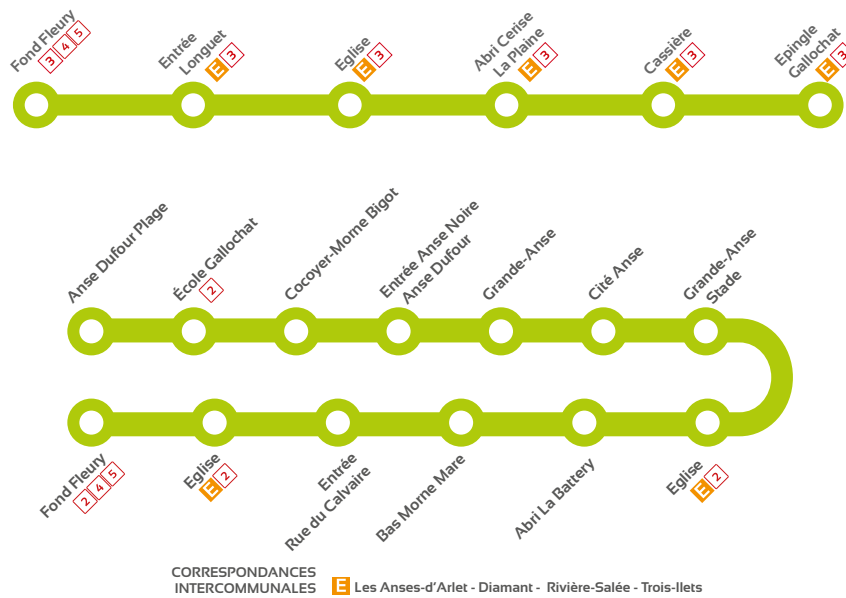 Fond Fleury
3 4 5
Entrée
Longuet
E 3
Eglise
E 3
Abri Cerise
La Plaine
E 3
Cassière
E 3
Epingle
Gallochat
E 3
Anse Dufour Plage
École Gallochat
2
Cocoyer-Morne Bigot
Entrée Anse Noire
Anse Dufour
Grande-Anse
Cité Anse
Grande-Anse
Stade
Fond Fleury
2 4 5
Eglise
E 2
Entrée
Rue du Calvaire
Bas Morne Mare
Abri La Battery
Eglise
E 2
CORRESPONDANCES
INTERCOMMUNALES
E Les Anses-d'Arlet - Diamant - Rivière-Salée - Trois-Ilets